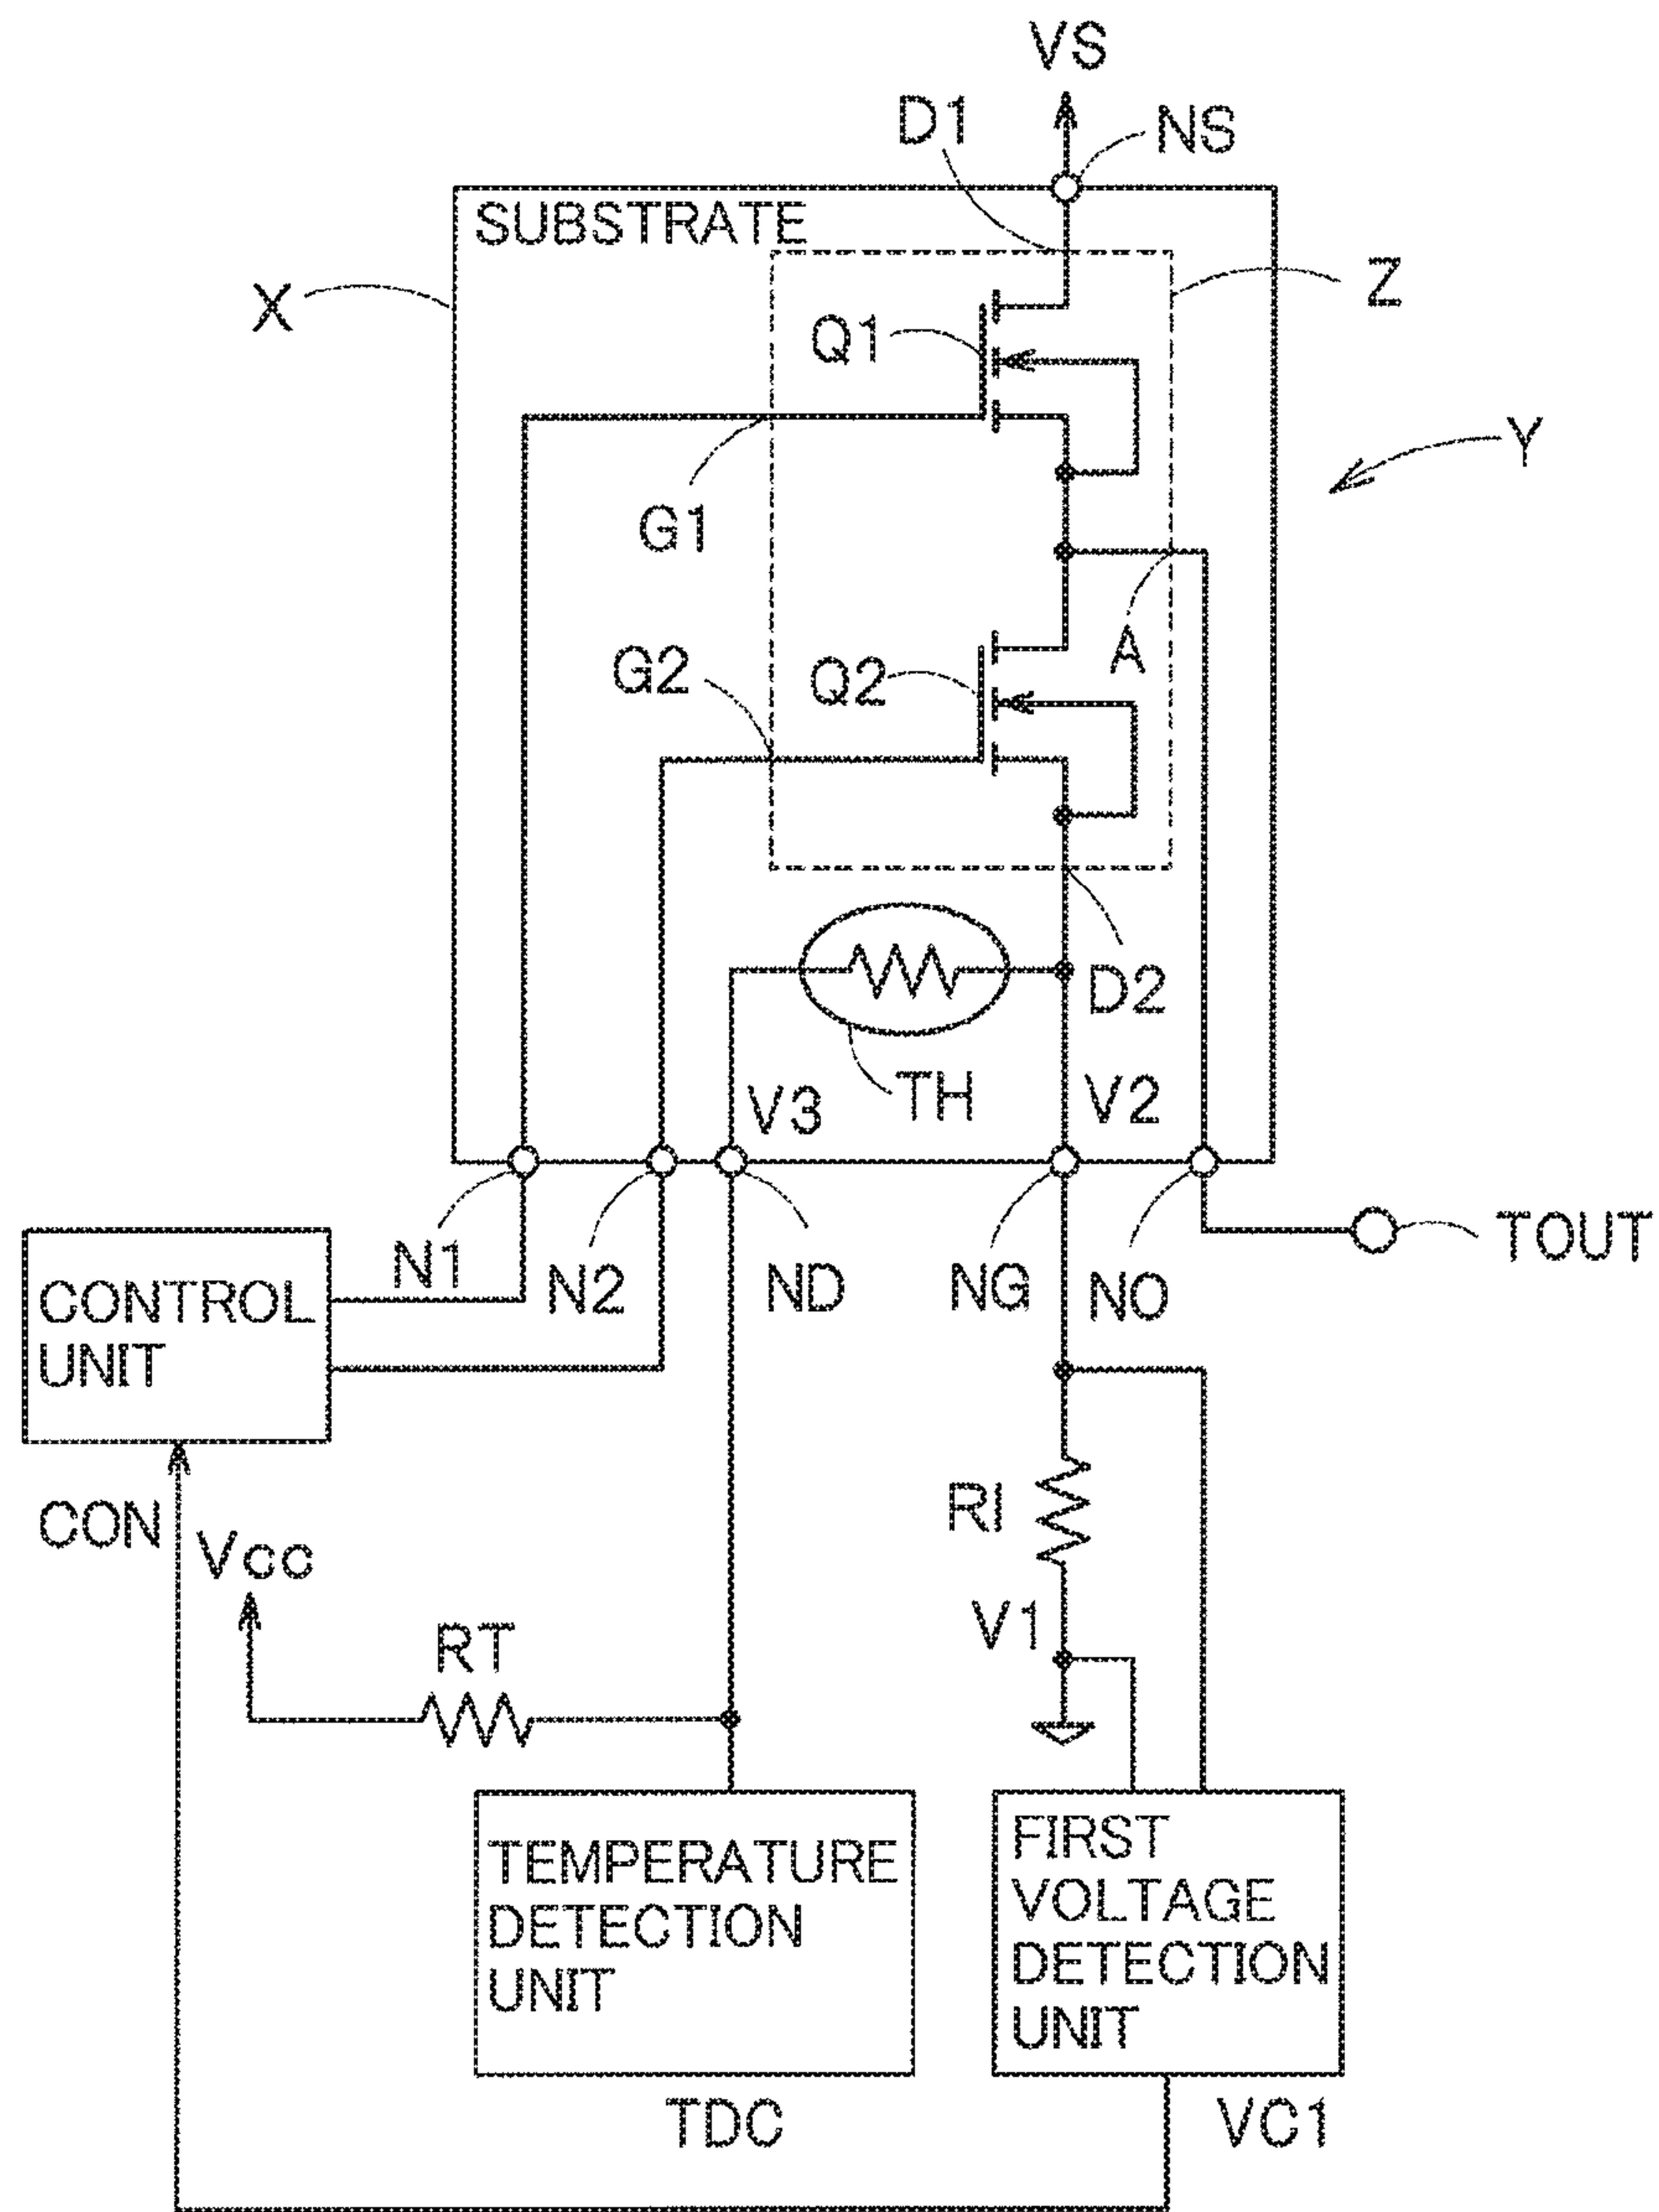 VS
D1
NS
SUBSTRATE
X
Z
Q1
Y
G1
A
G2
Q2
D2
TH
V3
V2
N1
N2
ND
NG
NO
TOUT
CONTROL
UNIT
CON
Vcc
RI
RT
V1
TEMPERATURE
DETECTION
UNIT
FIRST
VOLTAGE
DETECTION
UNIT
TDC
VC1